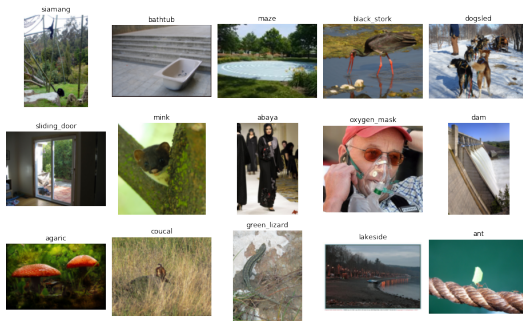 siamang
bathtub
maze
black_stork
dogsled
sliding_door
mink
abaya
oxygen_mask
dam
agaric
coucal
green_lizard
lakeside
ant